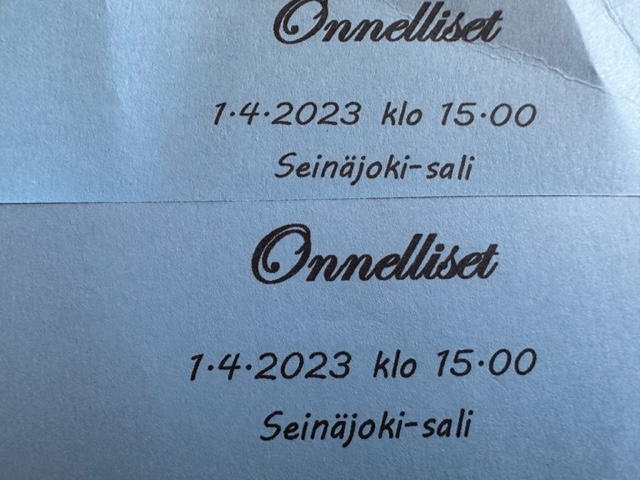 Onnelliset
1.4.2023 klo 15.00
Seinäjoki-sali
Onnelliset
1.4.2023 klo 15.00
Seinäjoki-sali